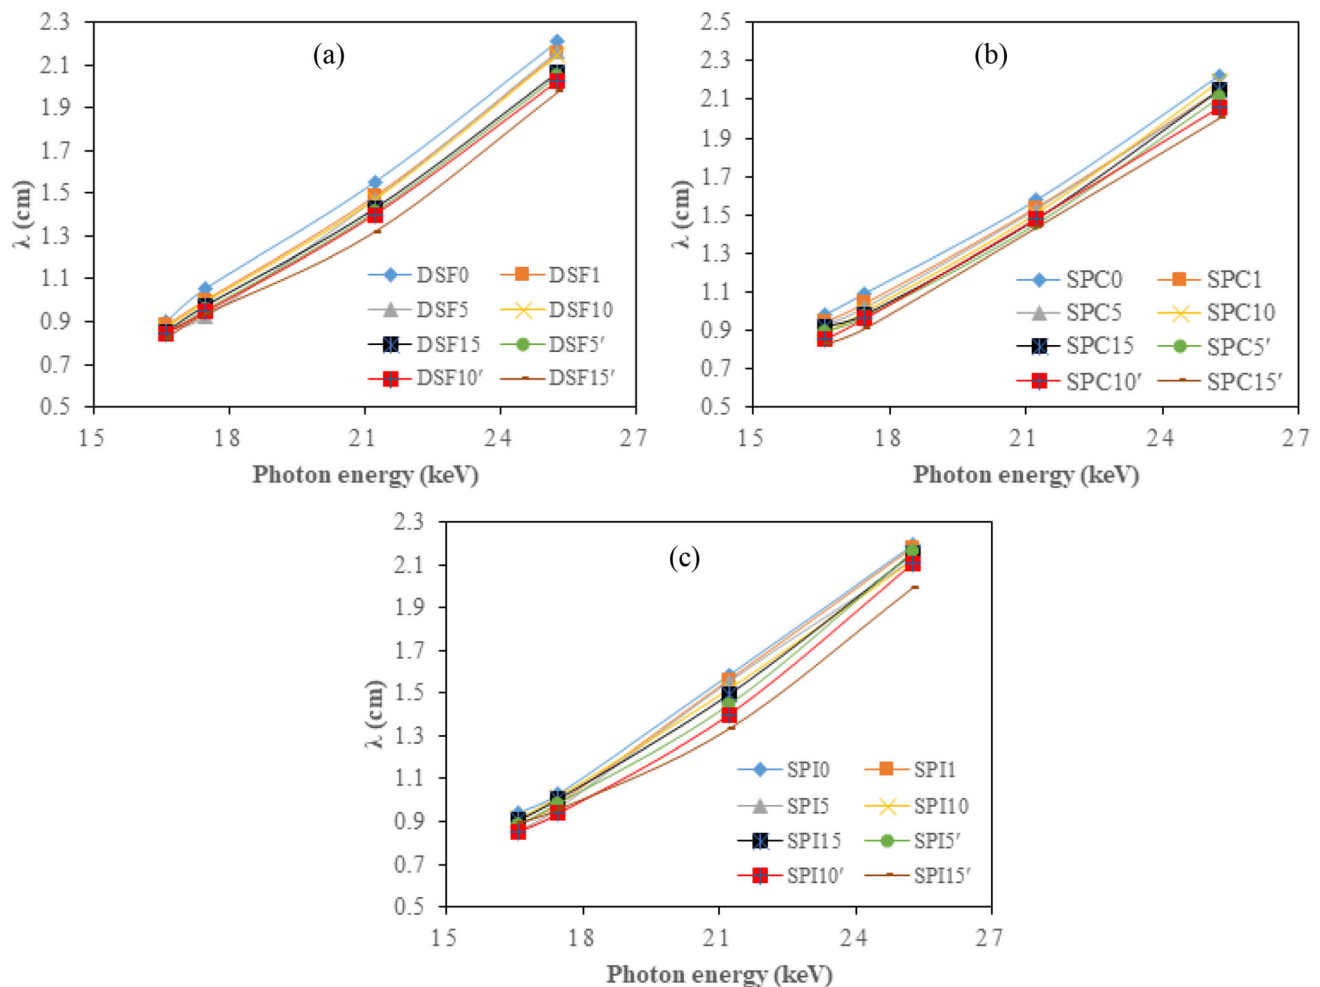 (a)
2.3
2.1
1.9
1.7
1.5
1.3
1.1
0.9
0.7
0.5
λ (cm)
DSF0 DSF1
DSF5 DSF10
DSF15 DSF5′
DSF10′ DSF15′
15 18 21 24 27
Photon energy (keV)
(b)
2.5
2.3
2.1
1.9
1.7
1.5
1.3
1.1
0.9
0.7
0.5
λ (cm)
SPC0 SPC1
SPC5 SPC10
SPC15 SPC5′
SPC10′ SPC15′
15 18 21 24 27
Photon energy (keV)
(c)
2.3
2.1
1.9
1.7
1.5
1.3
1.1
0.9
0.7
0.5
λ (cm)
SPI0 SPI1
SPI5 SPI10
SPI15 SPI5′
SPI10′ SPI15′
15 18 21 24 27
Photon energy (keV)